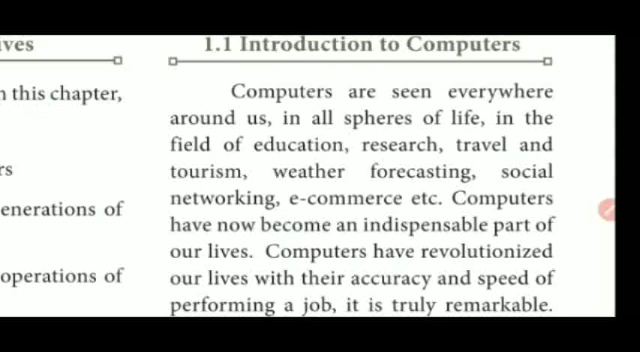 ives
1.1 Introduction to Computers
this chapter,
Computers are seen everywhere
around us, in all spheres of life, in the
field of education, research, travel and
tourism, weather forecasting, social
networking, e-commerce etc. Computers
have now become an indispensable part of
our lives. Computers have revolutionized
our lives with their accuracy and speed of
performing a job, it is truly remarkable.
rs
enerations of
operations of